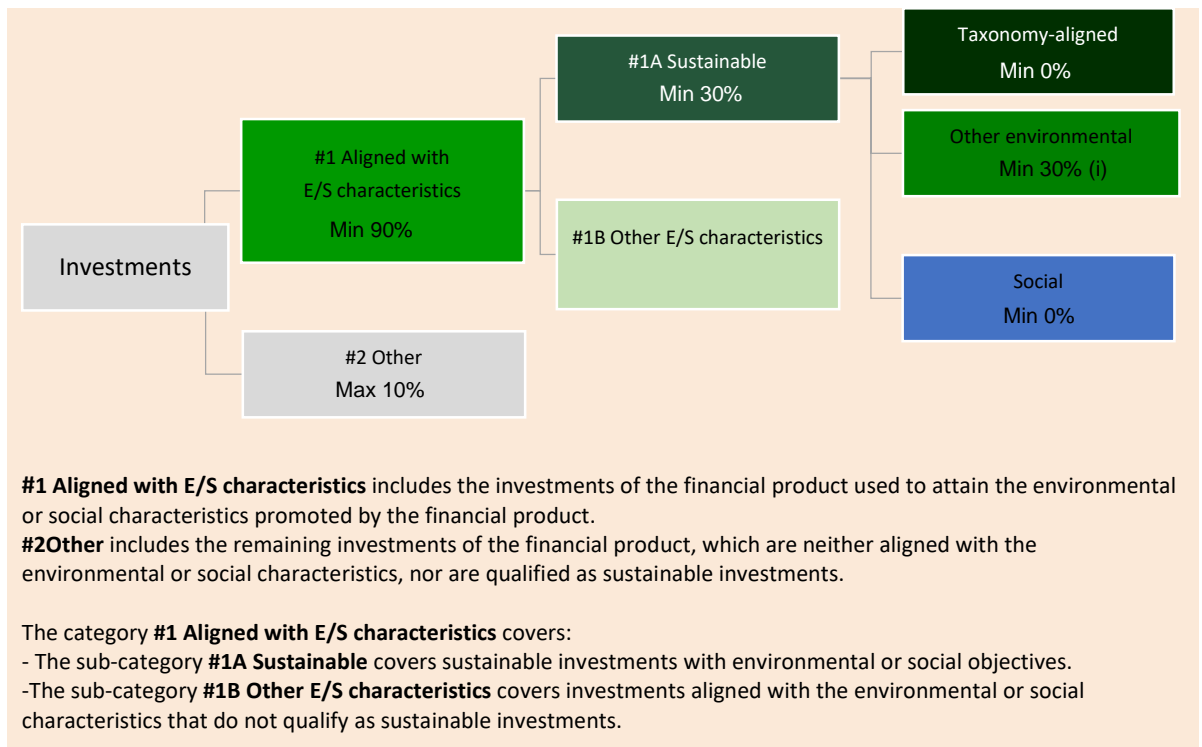 Investments
#1 Aligned with
E/S characteristics
Min 90%
#2 Other
Max 10%
#1A Sustainable
Min 30%
#1B Other E/S characteristics
Taxonomy-aligned
Min 0%
Other environmental
Min 30% (i)
Social
Min 0%
#1 Aligned with E/S characteristics includes the investments of the financial product used to attain the environmental
or social characteristics promoted by the financial product.
#2Other includes the remaining investments of the financial product, which are neither aligned with the
environmental or social characteristics, nor are qualified as sustainable investments.
The category #1 Aligned with E/S characteristics covers:
- The sub-category #1A Sustainable covers sustainable investments with environmental or social objectives.
-The sub-category #1B Other E/S characteristics covers investments aligned with the environmental or social
characteristics that do not qualify as sustainable investments.